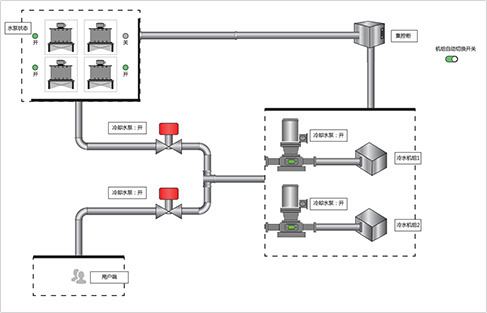 水泵状态
开
关
开
开
集控柜
机组自动切换开关
冷却水泵：开
冷却水泵：开
冷水机组1
冷却水泵：开
冷却水泵：开
冷水机组2
用户端